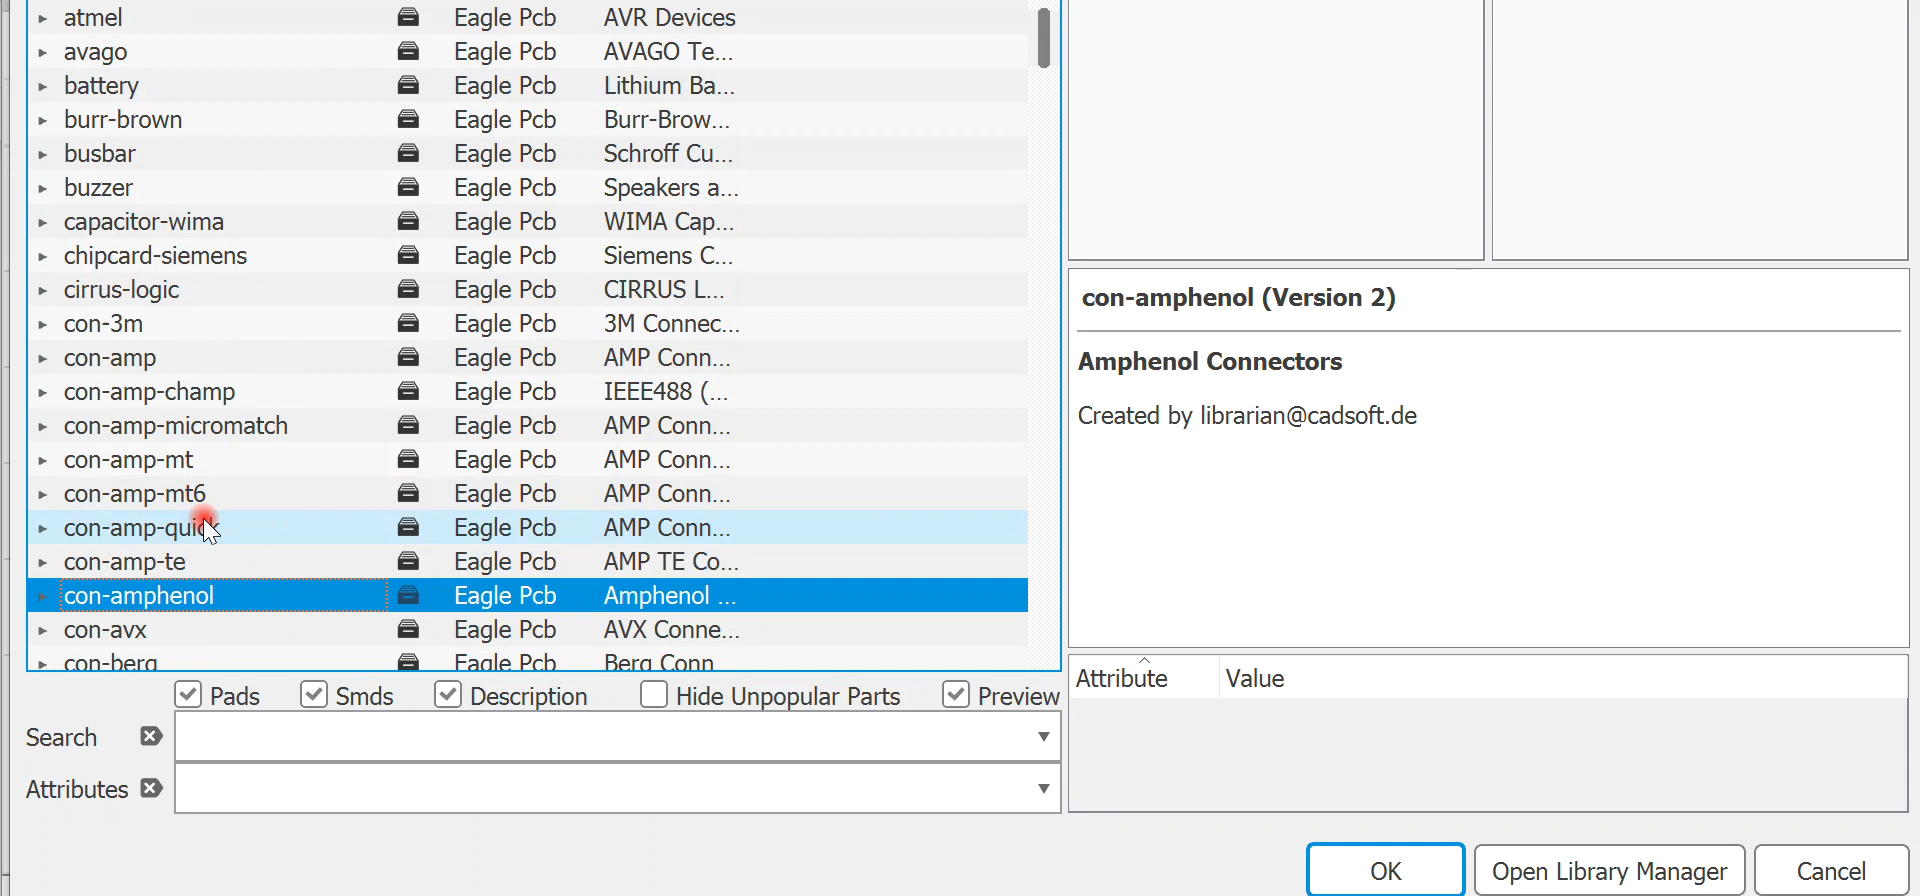 atmel Eagle Pcb AVR Devices
avago Eagle Pcb AVAGO Te...
battery Eagle Pcb Lithium Ba...
burr-brown Eagle Pcb Burr-Brow...
busbar Eagle Pcb Schroff Cu...
buzzer Eagle Pcb Speakers a...
capacitor-wima Eagle Pcb WIMA Cap...
chipcard-siemens Eagle Pcb Siemens C...
cirrus-logic Eagle Pcb CIRRUS L...
con-3m Eagle Pcb 3M Connec...
con-amp Eagle Pcb AMP Conn...
con-amp-champ Eagle Pcb IEEE488 (...
con-amp-micromatch Eagle Pcb AMP Conn...
con-amp-mt Eagle Pcb AMP Conn...
con-amp-mt6 Eagle Pcb AMP Conn...
con-amp-quick Eagle Pcb AMP Conn...
con-amp-te Eagle Pcb AMP TE Co...
con-amphenol Eagle Pcb Amphenol ...
con-avx Eagle Pcb AVX Conne...
con-berg Eagle Pcb Berg Conn
Pads Smds Description Hide Unpopular Parts Preview
Search
Attributes
con-amphenol (Version 2)
Amphenol Connectors
Created by librarian@cadsoft.de
Attribute Value
OK Open Library Manager Cancel